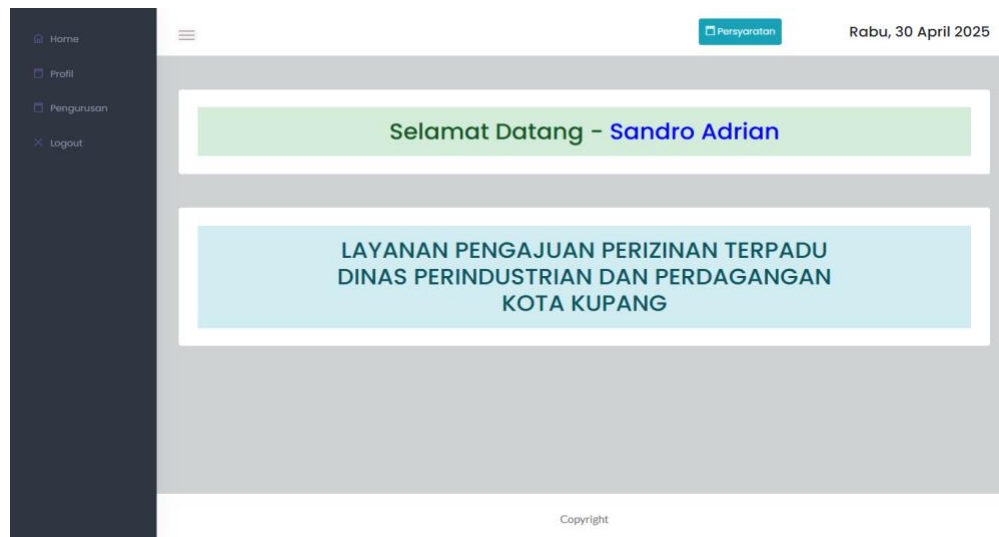 Home
Profil
Pengurusan
Logout
Persyaratan
Rabu, 30 April 2025
Selamat Datang - Sandro Adrian
LAYANAN PENGAJUAN PERIZINAN TERPADU
DINAS PERINDUSTRIAN DAN PERDAGANGAN
KOTA KUPANG
Copyright